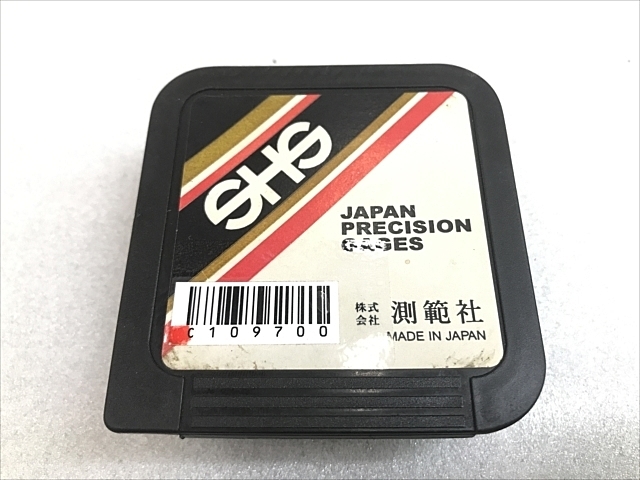 SHS
JAPAN
PRECISION
GAGES
株式会社 測範社
MADE IN JAPAN
C109700